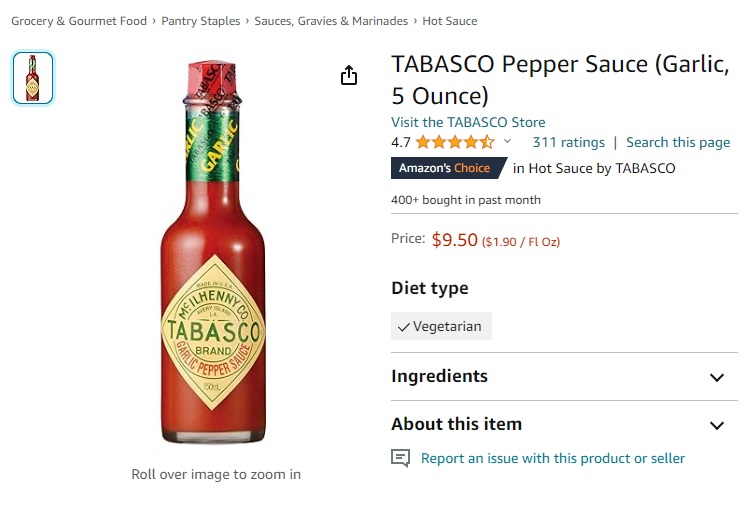 Grocery & Gourmet Food › Pantry Staples › Sauces, Gravies & Marinades › Hot Sauce
TABASCO Pepper Sauce (Garlic,
5 Ounce)
Visit the TABASCO Store
4.7 311 ratings | Search this page
Amazon's Choice in Hot Sauce by TABASCO
400+ bought in past month
Price: $9.50 ($1.90 / Fl Oz)
Diet type
Vegetarian
Ingredients
About this item
Report an issue with this product or seller
TABASCO
GARLIC
MADE IN U.S.A.
McILHENNY CO.
AVERY ISLAND
LA.
TABASCO
BRAND
GARLIC PEPPER SAUCE
150mL
Roll over image to zoom in